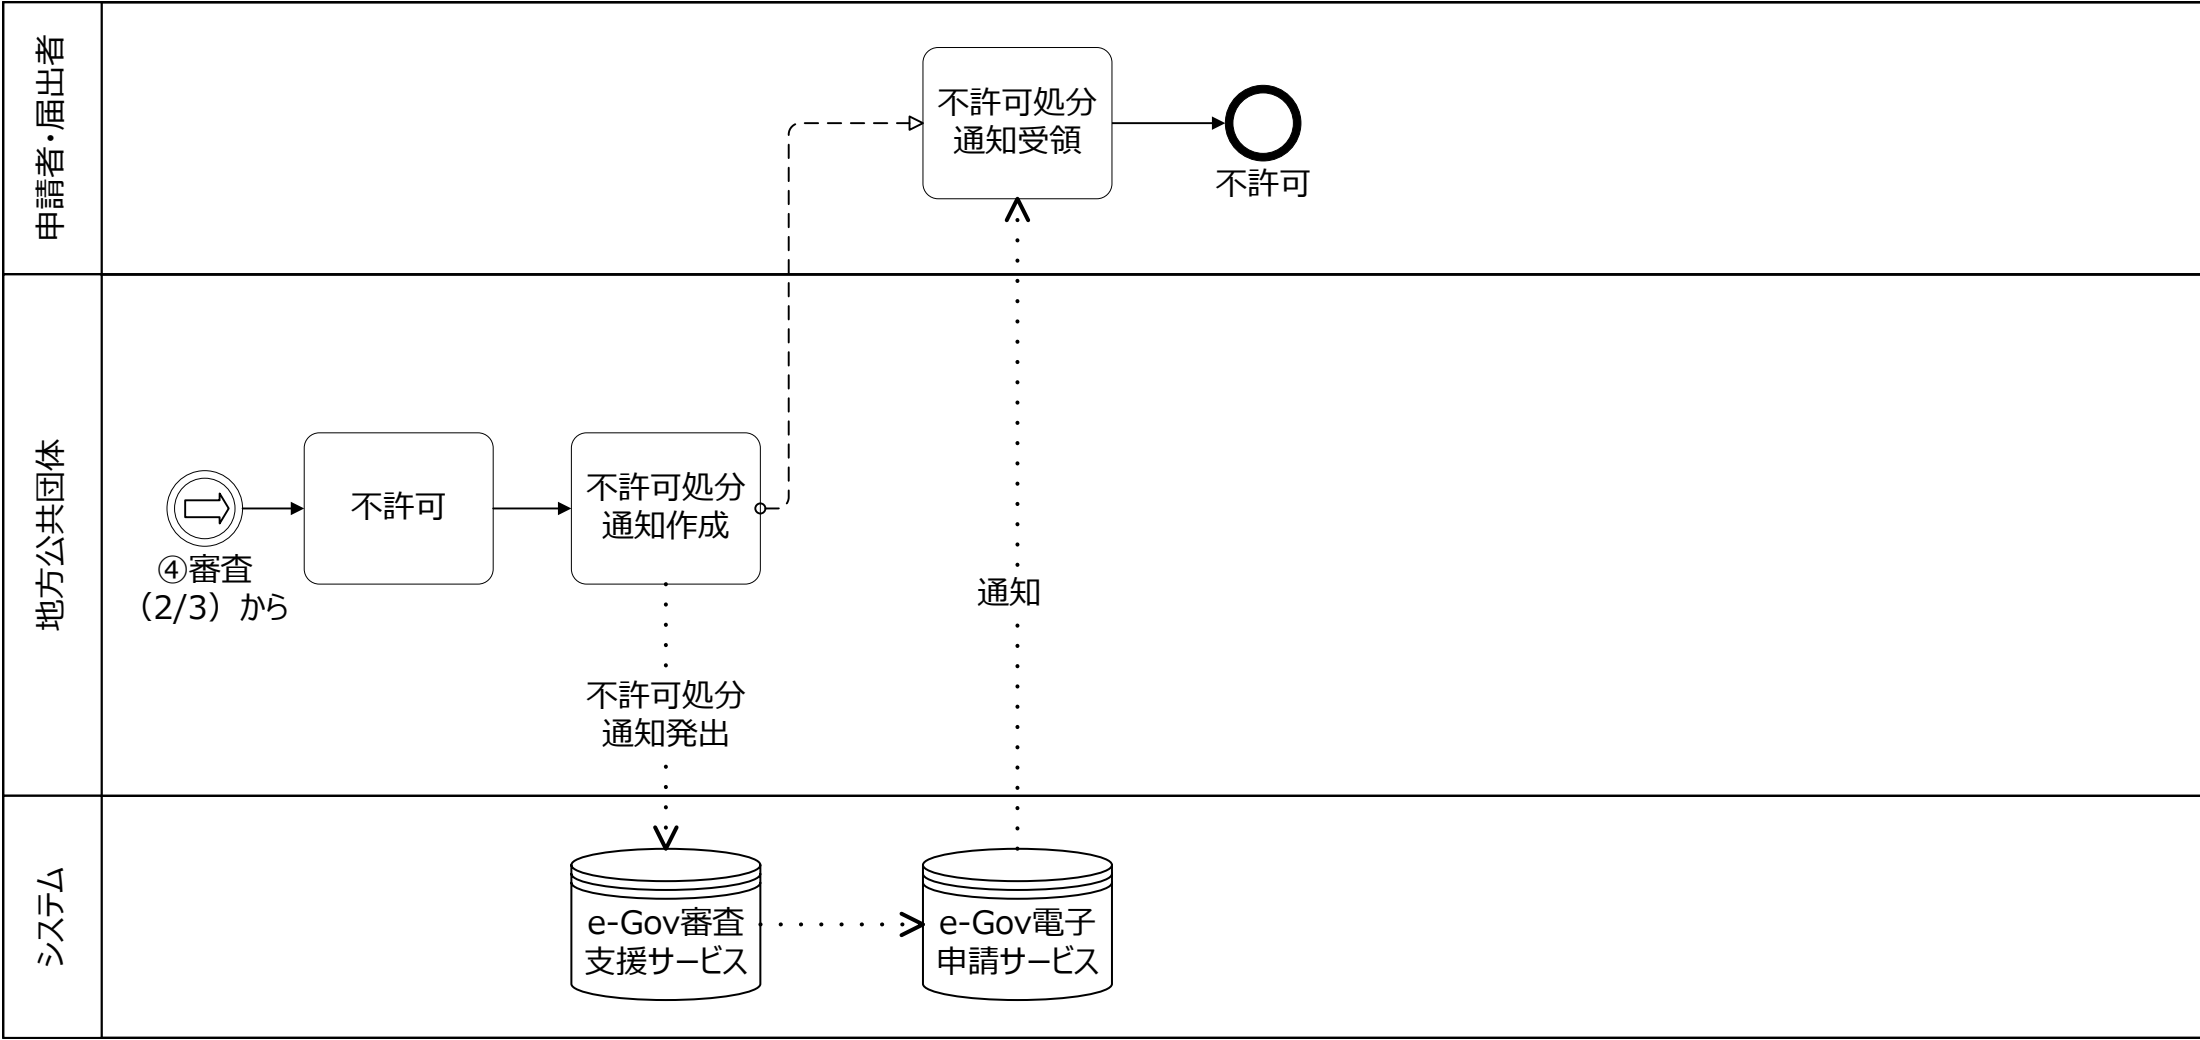 申請者・届出者
不許可処分
通知受領
不許可
地方公共団体
④審査
（2/3）から
不許可
不許可処分
通知作成
通知
不許可処分
通知発出
システム
e-Gov審査
支援サービス
e-Gov電子
申請サービス